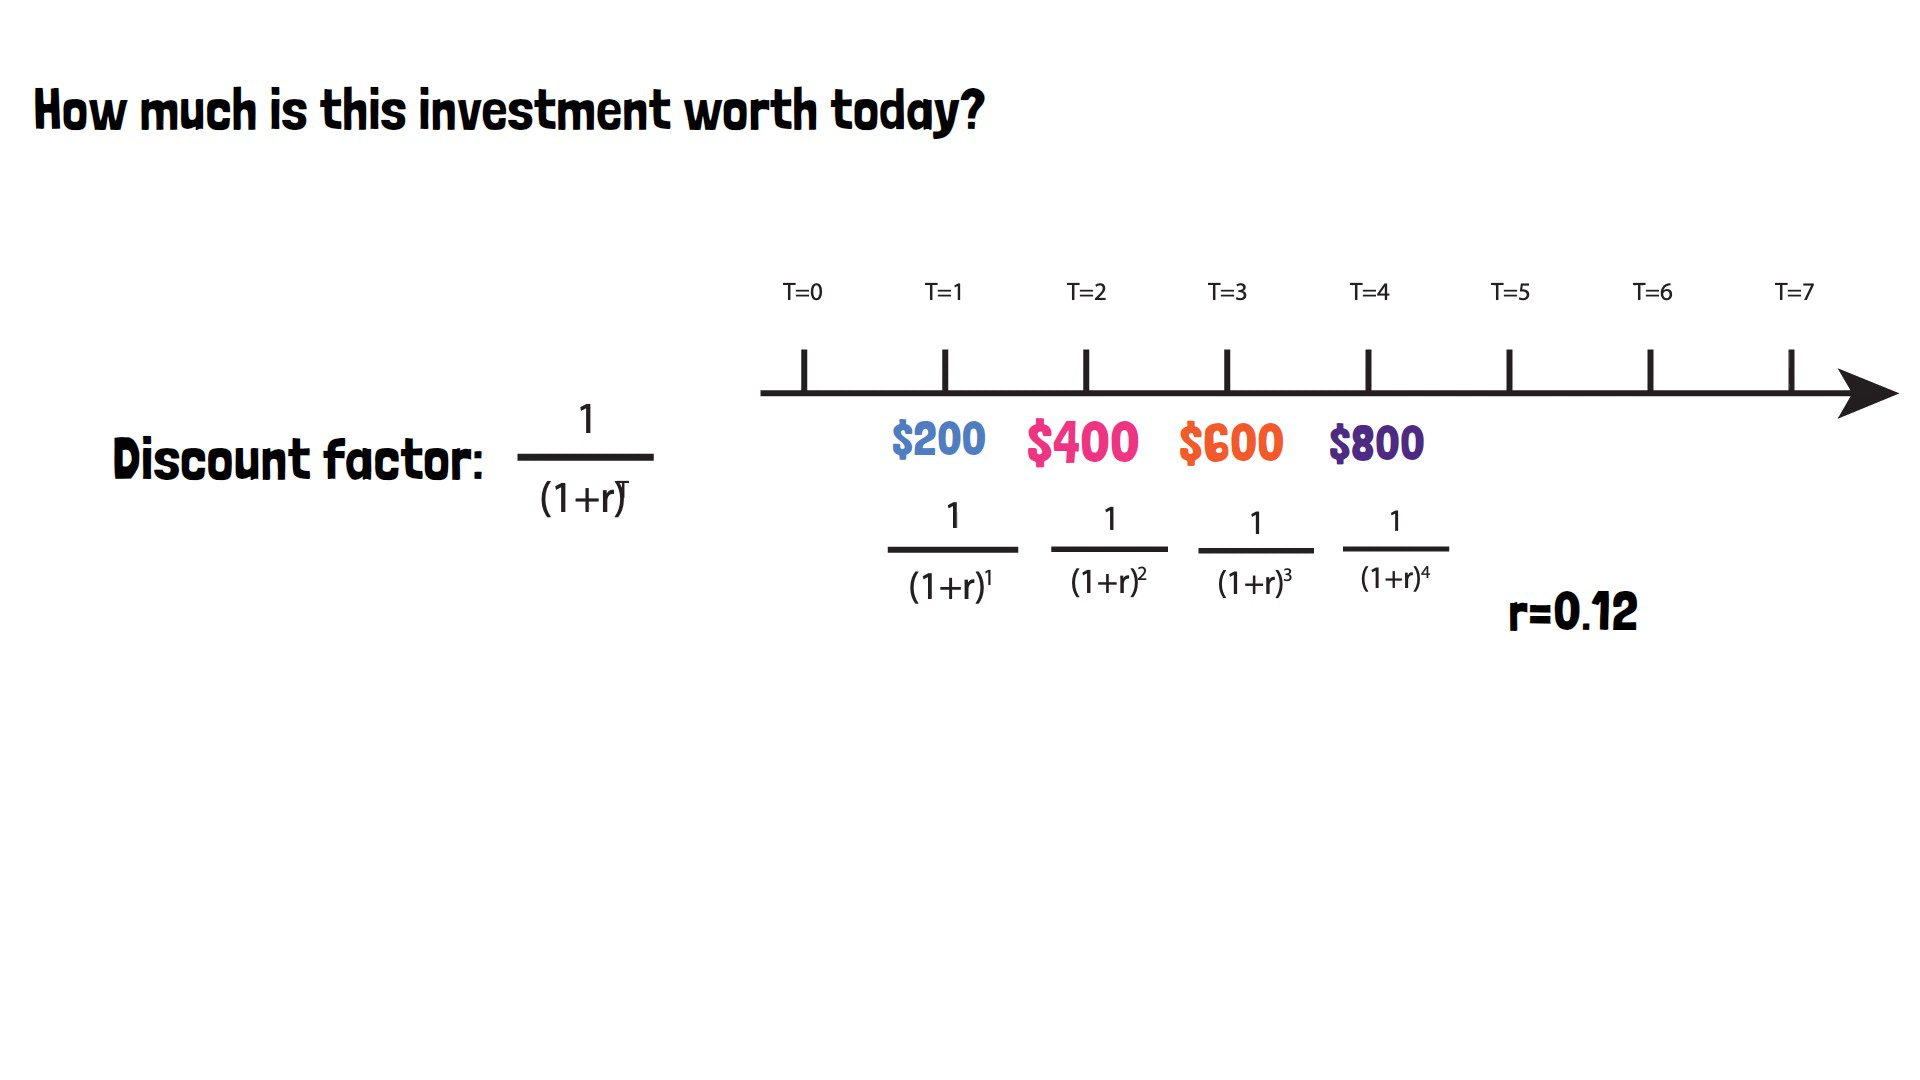 How much is this investment worth today?
T=0 T=1 T=2 T=3 T=4 T=5 T=6 T=7
$200 $400 $600 $800
Discount factor:
1
(1+r)ᵀ
1 1 1 1
(1+r)¹ (1+r)² (1+r)³ (1+r)⁴
r=0.12